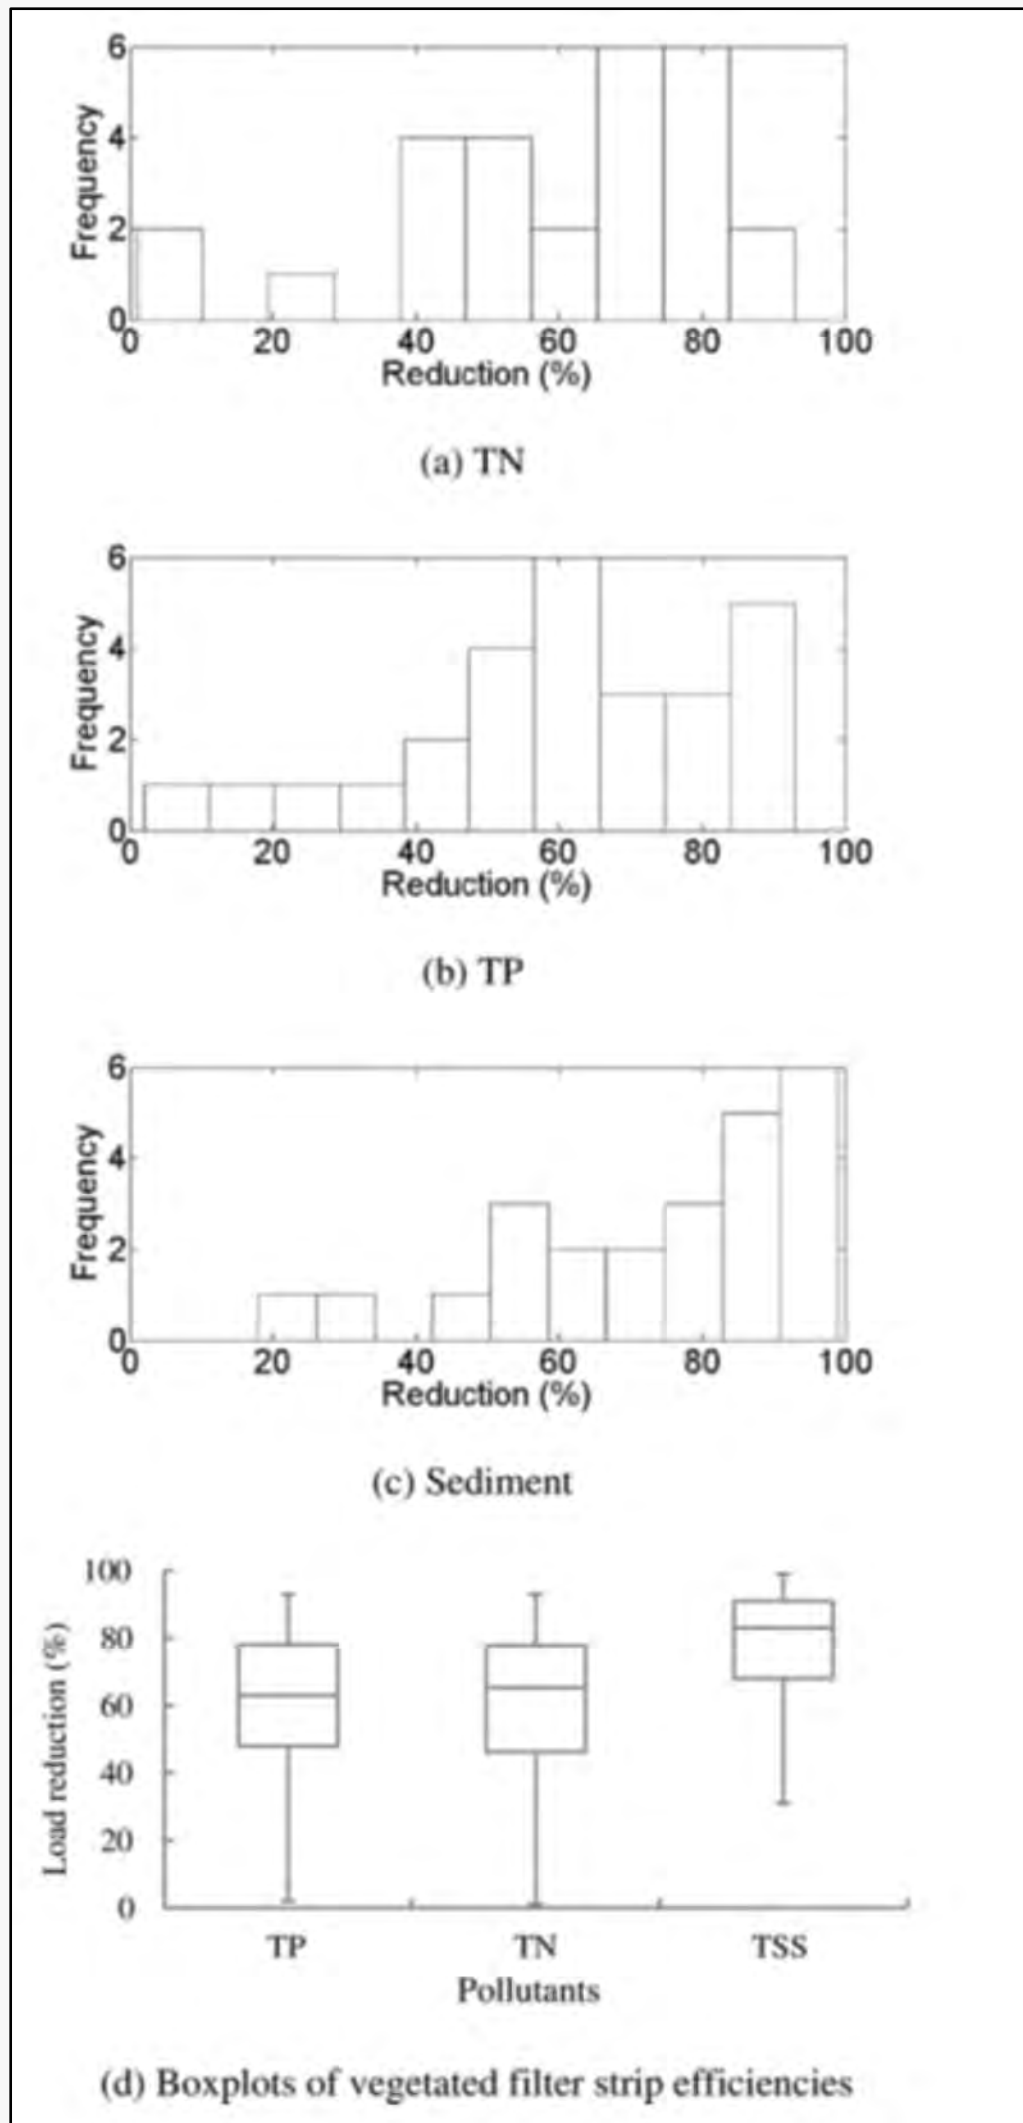 6
4
2
0
Frequency
0 20 40 60 80 100
Reduction (%)
(a) TN
6
4
2
0
Frequency
0 20 40 60 80 100
Reduction (%)
(b) TP
6
4
2
0
Frequency
0 20 40 60 80 100
Reduction (%)
(c) Sediment
100
80
60
40
20
0
Load reduction (%)
TP TN TSS
Pollutants
(d) Boxplots of vegetated filter strip efficiencies